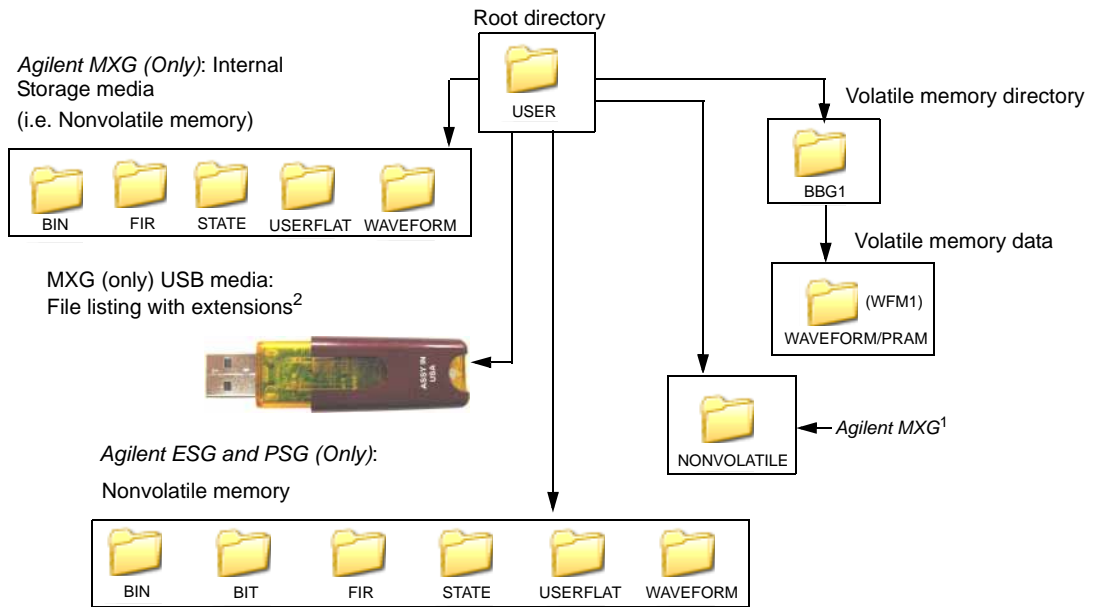 Root directory
USER
Agilent MXG (Only): Internal
Storage media
(i.e. Nonvolatile memory)
BIN FIR STATE USERFLAT WAVEFORM
Volatile memory directory
BBG1
Volatile memory data
(WFM1)
WAVEFORM/PRAM
MXG (only) USB media:
File listing with extensions2
ASSY IN
USA
NONVOLATILE
Agilent MXG1
Agilent ESG and PSG (Only):
Nonvolatile memory
BIN BIT FIR STATE USERFLAT WAVEFORM